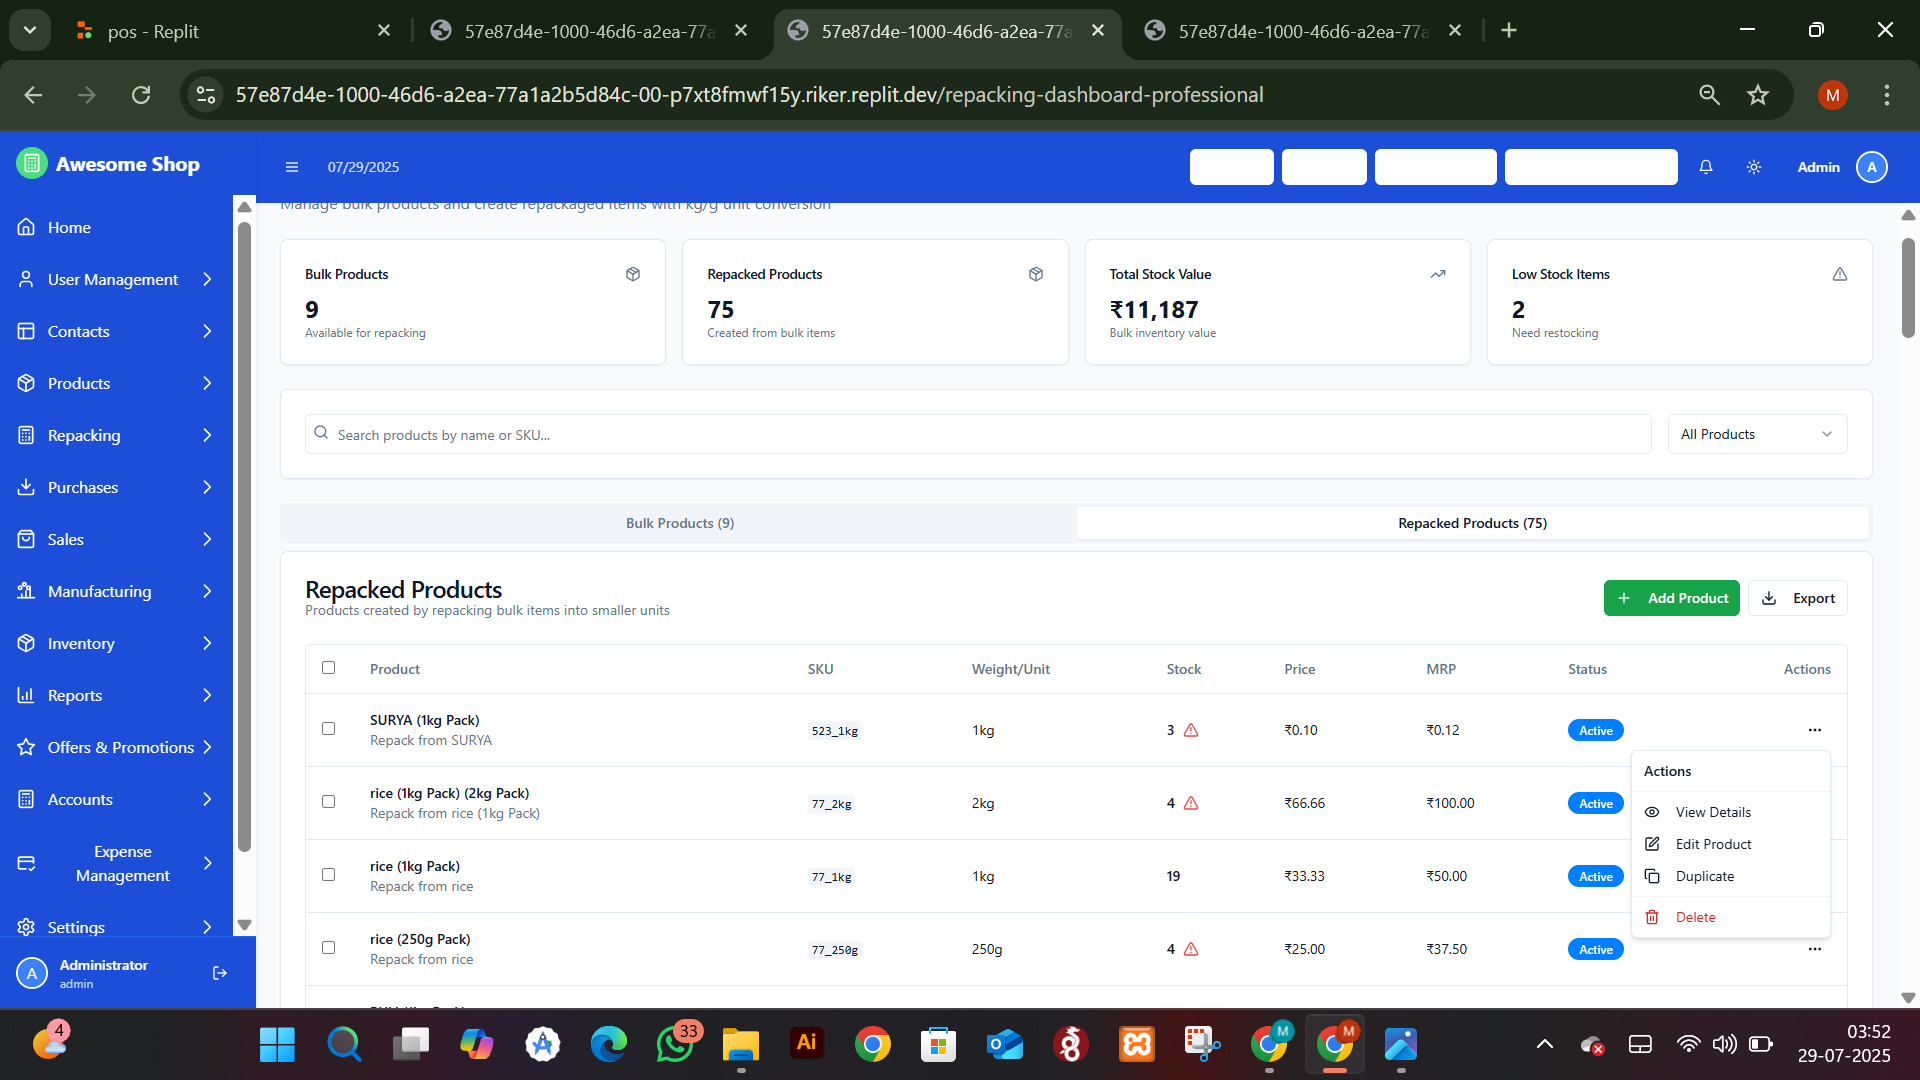 pos - Replit
57e87d4e-1000-46d6-a2ea-77a
57e87d4e-1000-46d6-a2ea-77a
57e87d4e-1000-46d6-a2ea-77a
57e87d4e-1000-46d6-a2ea-77a1a2b5d84c-00-p7xt8fmwf15y.riker.replit.dev/repacking-dashboard-professional
M
Awesome Shop
07/29/2025
Admin
A
Home
User Management
Contacts
Products
Repacking
Purchases
Sales
Manufacturing
Inventory
Reports
Offers & Promotions
Accounts
Expense
Management
Settings
A
Administrator
admin
Manage bulk products and create repackaged items with kg/g unit conversion
Bulk Products
9
Available for repacking
Repacked Products
75
Created from bulk items
Total Stock Value
₹11,187
Bulk inventory value
Low Stock Items
2
Need restocking
Search products by name or SKU...
All Products
Bulk Products (9)
Repacked Products (75)
Repacked Products
Products created by repacking bulk items into smaller units
Add Product
Export
Product SKU Weight/Unit Stock Price MRP Status Actions
SURYA (1kg Pack)
Repack from SURYA
523_1kg 1kg 3 ₹0.10 ₹0.12 Active
rice (1kg Pack) (2kg Pack)
Repack from rice (1kg Pack)
77_2kg 2kg 4 ₹66.66 ₹100.00 Active
rice (1kg Pack)
Repack from rice
77_1kg 1kg 19 ₹33.33 ₹50.00 Active
rice (250g Pack)
Repack from rice
77_250g 250g 4 ₹25.00 ₹37.50 Active
Actions
View Details
Edit Product
Duplicate
Delete
4
33
Ai
M
M
03:52
29-07-2025